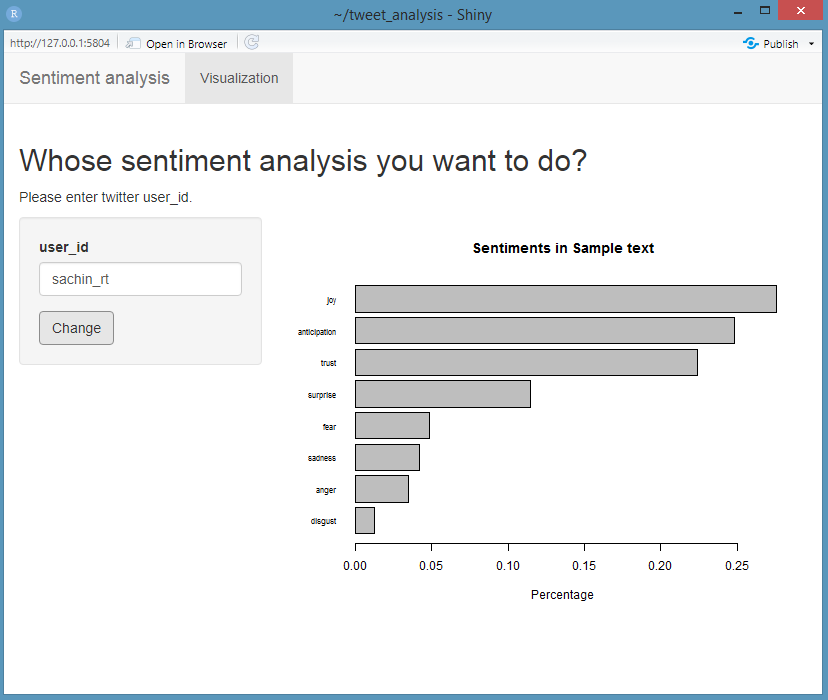 R
~/tweet_analysis - Shiny
http://127.0.0.1:5804
Open in Browser
Publish
Sentiment analysis
Visualization
Whose sentiment analysis you want to do?
Please enter twitter user_id.
user_id
sachin_rt
Change
Sentiments in Sample text
joy
anticipation
trust
surprise
fear
sadness
anger
disgust
0.00 0.05 0.10 0.15 0.20 0.25
Percentage